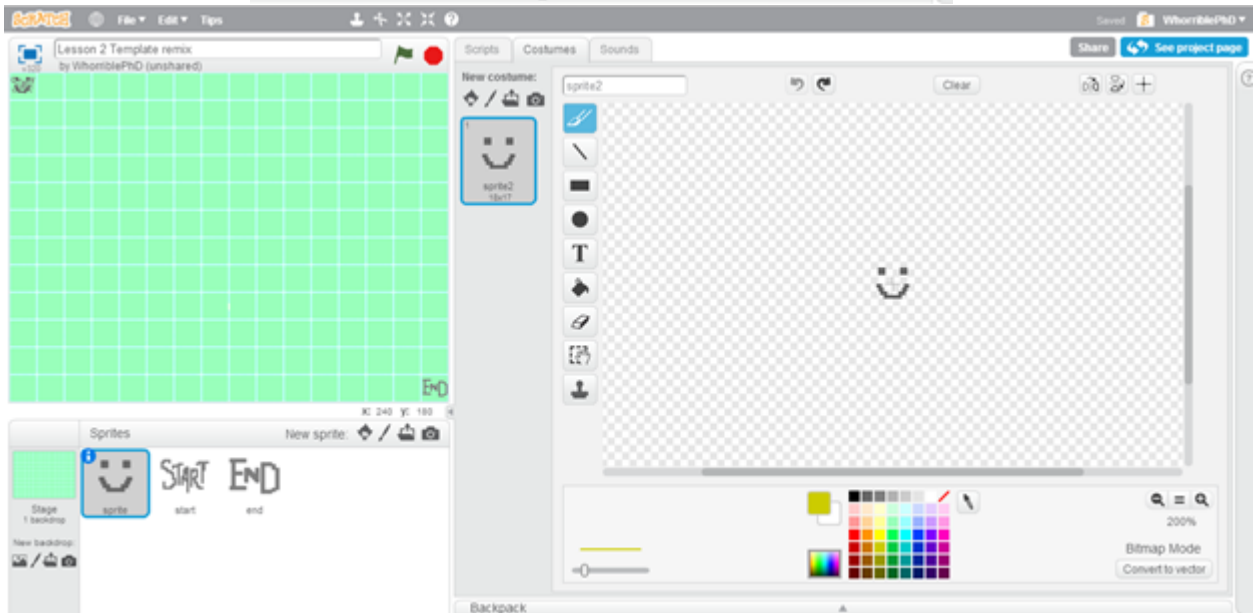 SCRATCH File Edit Tips Saved WhorriblePhD
Lesson 2 Template remix
by WhorriblePhD (unshared)
Scripts Costumes Sounds
Share See project page
New costume:
sprite2
Clear
1
sprite2
16x17
T
END
X: 240 y: 180
Sprites New sprite:
START END
Stage
1 backdrop
sprite start end
New backdrop:
200%
Bitmap Mode
Convert to vector
Backpack